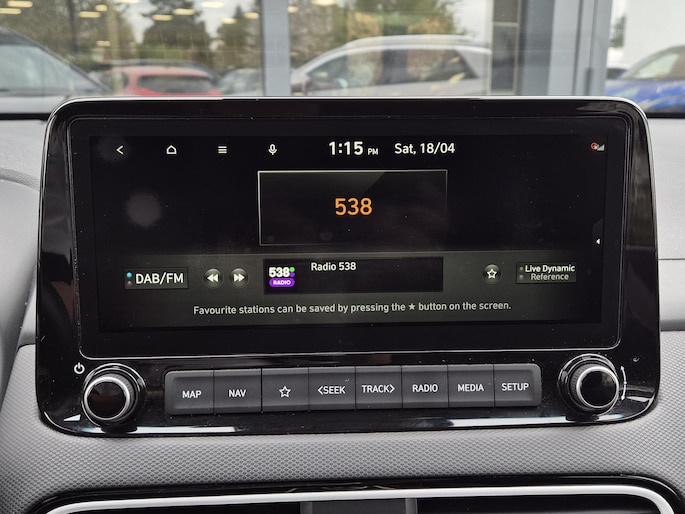 1:15 PM Sat, 18/04
538
DAB/FM
538
RADIO
Radio 538
Live Dynamic
Reference
Favourite stations can be saved by pressing the ★ button on the screen.
MAP NAV <SEEK TRACK> RADIO MEDIA SETUP